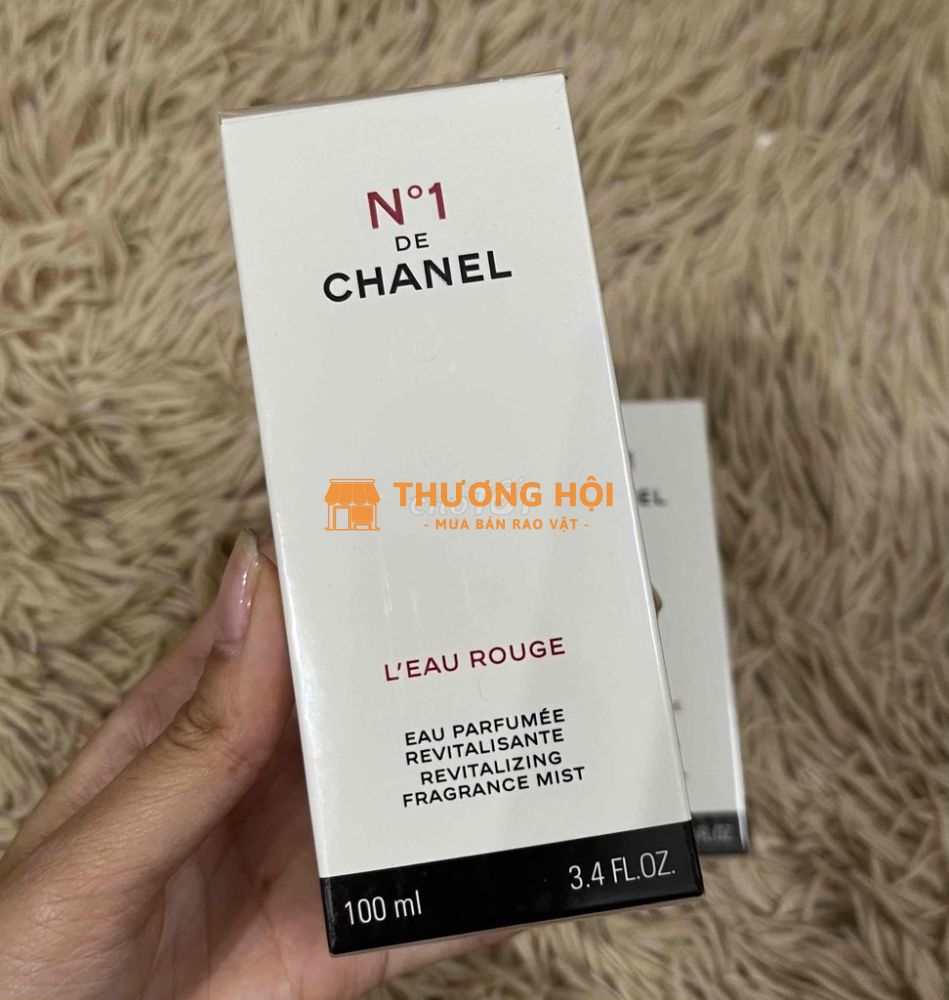 N°1
DE
CHANEL
THƯƠNG HỘI
- MUA BÁN RAO VẶT -
L'EAU ROUGE
EAU PARFUMÉE
REVITALISANTE
REVITALIZING
FRAGRANCE MIST
100 ml
3.4 FL.OZ.
NEL